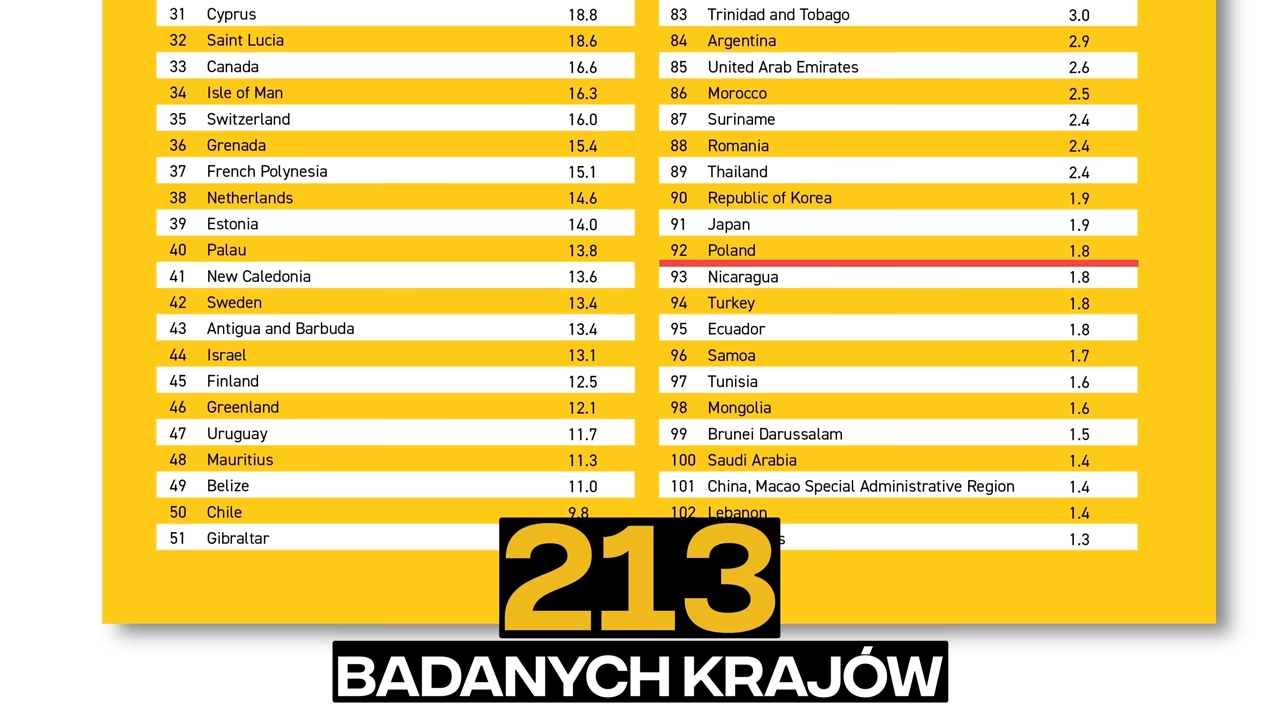 31 Cyprus 18.8
32 Saint Lucia 18.6
33 Canada 16.6
34 Isle of Man 16.3
35 Switzerland 16.0
36 Grenada 15.4
37 French Polynesia 15.1
38 Netherlands 14.6
39 Estonia 14.0
40 Palau 13.8
41 New Caledonia 13.6
42 Sweden 13.4
43 Antigua and Barbuda 13.4
44 Israel 13.1
45 Finland 12.5
46 Greenland 12.1
47 Uruguay 11.7
48 Mauritius 11.3
49 Belize 11.0
50 Chile 9.8
51 Gibraltar
83 Trinidad and Tobago 3.0
84 Argentina 2.9
85 United Arab Emirates 2.6
86 Morocco 2.5
87 Suriname 2.4
88 Romania 2.4
89 Thailand 2.4
90 Republic of Korea 1.9
91 Japan 1.9
92 Poland 1.8
93 Nicaragua 1.8
94 Turkey 1.8
95 Ecuador 1.8
96 Samoa 1.7
97 Tunisia 1.6
98 Mongolia 1.6
99 Brunei Darussalam 1.5
100 Saudi Arabia 1.4
101 China, Macao Special Administrative Region 1.4
102 Lebanon 1.4
1.3
213
BADANYCH KRAJÓW